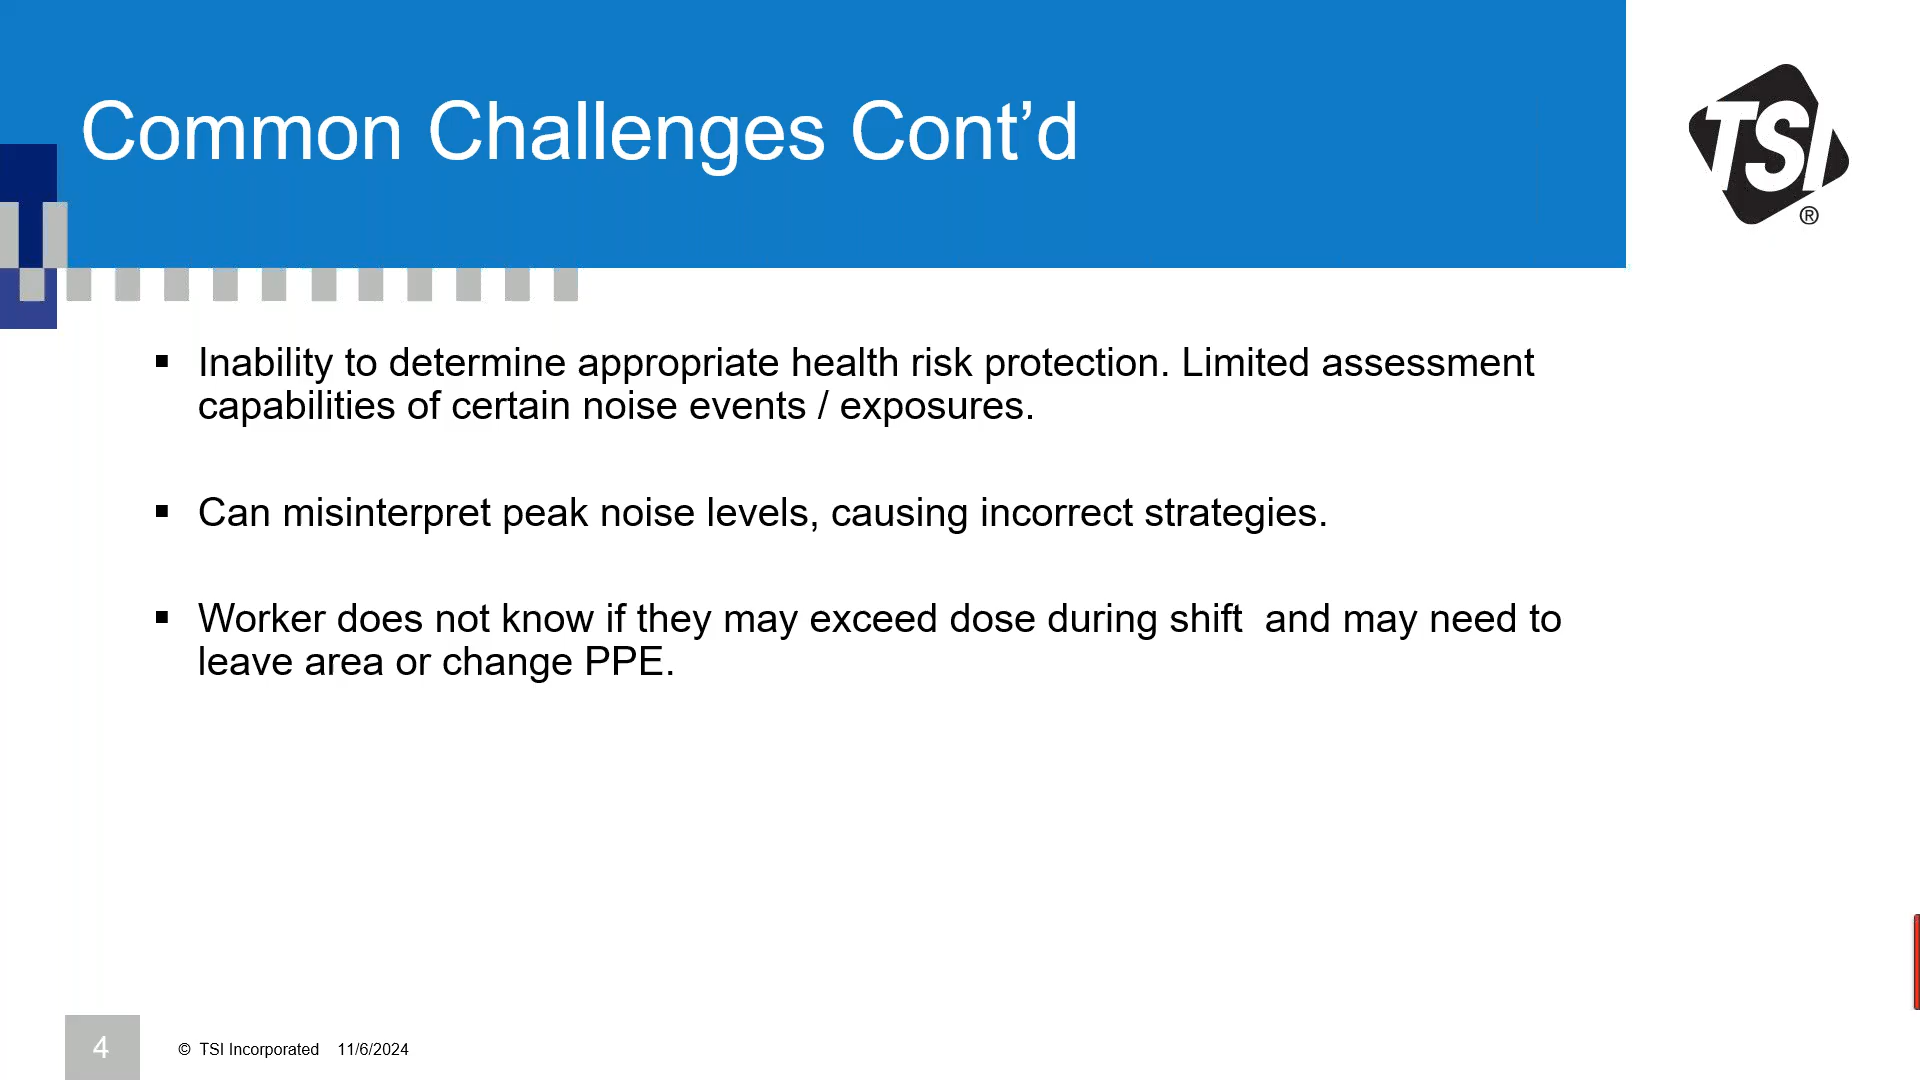 Common Challenges Cont’d
TSI
®
▪ Inability to determine appropriate health risk protection. Limited assessment
capabilities of certain noise events / exposures.
▪ Can misinterpret peak noise levels, causing incorrect strategies.
▪ Worker does not know if they may exceed dose during shift  and may need to
leave area or change PPE.
4
© TSI Incorporated 11/6/2024